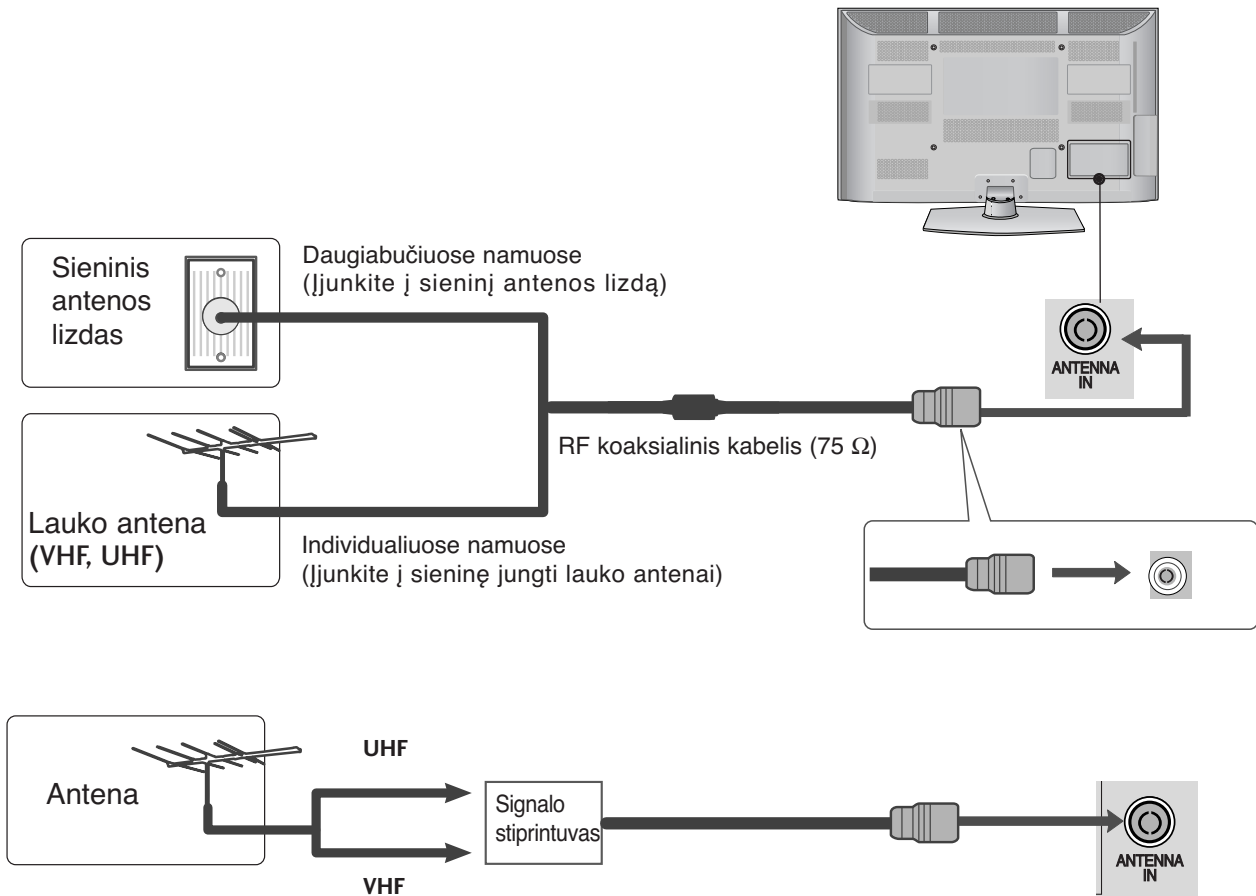 Sieninis
antenos
lizdas
Daugiabučiuose namuose
(Įjunkite į sieninį antenos lizdą)
ANTENNA
IN
RF koaksialinis kabelis (75 Ω)
Lauko antena
(VHF, UHF)
Individualiuose namuose
(Įjunkite į sieninę jungti lauko antenai)
Antena
UHF
VHF
Signalo
stiprintuvas
ANTENNA
IN